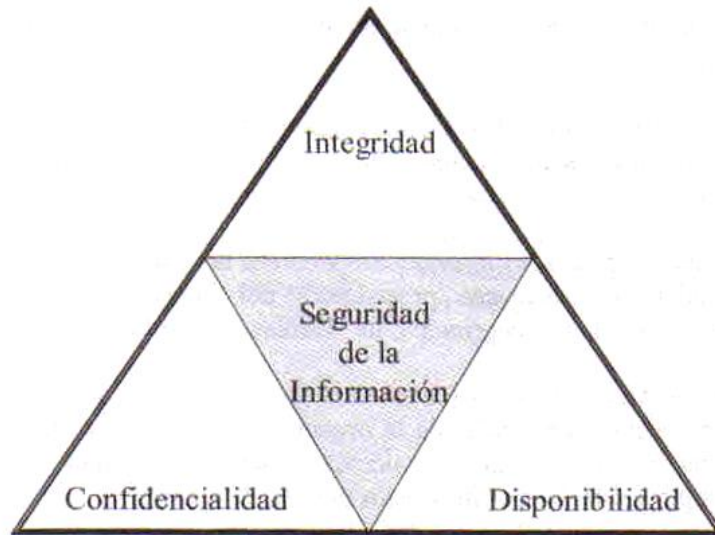 Integridad
Seguridad
de la
Información
Confidencialidad
Disponibilidad